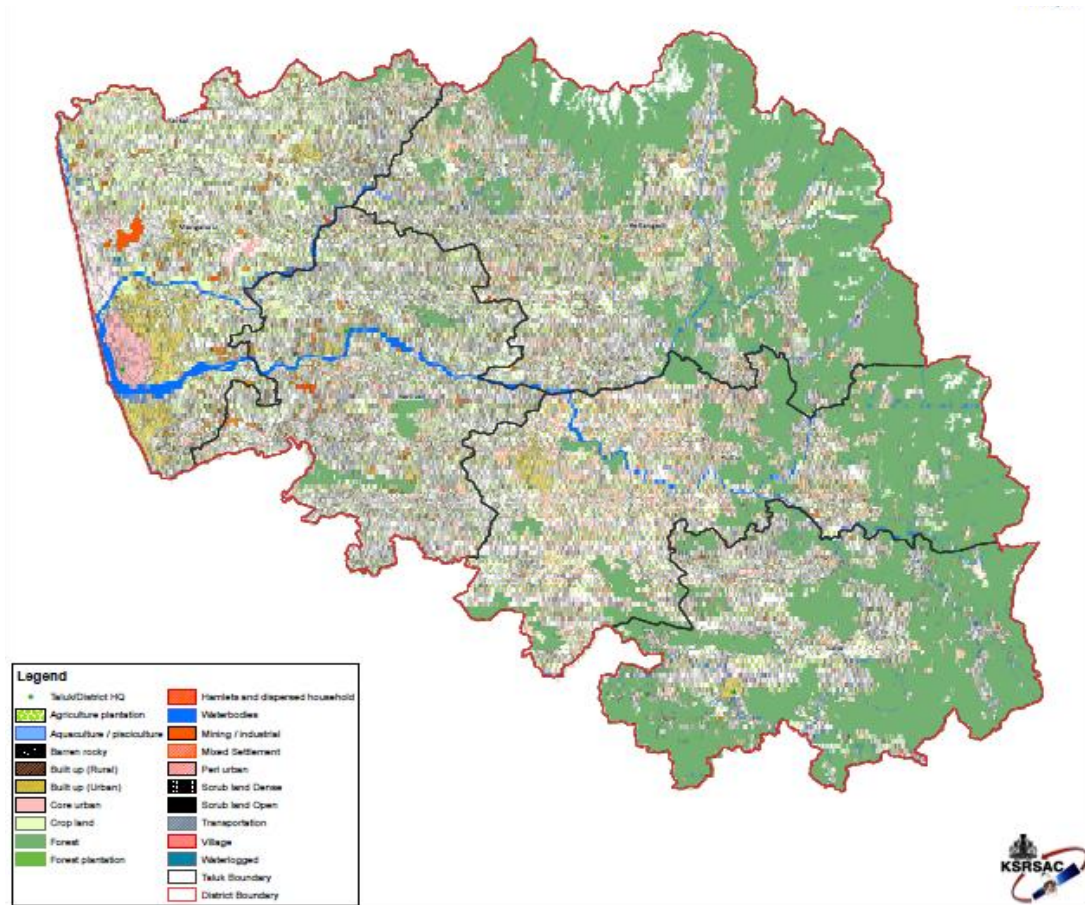 Legend
Taluk/District HQ
Agriculture plantation
Aquaculture / pisciculture
Barren rocky
Built up (Rural)
Built up (Urban)
Core urban
Crop land
Forest
Forest plantation
Hamlets and dispersed household
Waterbodies
Mining / Industrial
Mixed Settlement
Peri urban
Scrub land Dense
Scrub land Open
Transportation
Village
Waterlogged
Taluk Boundary
District Boundary
KSRSAC